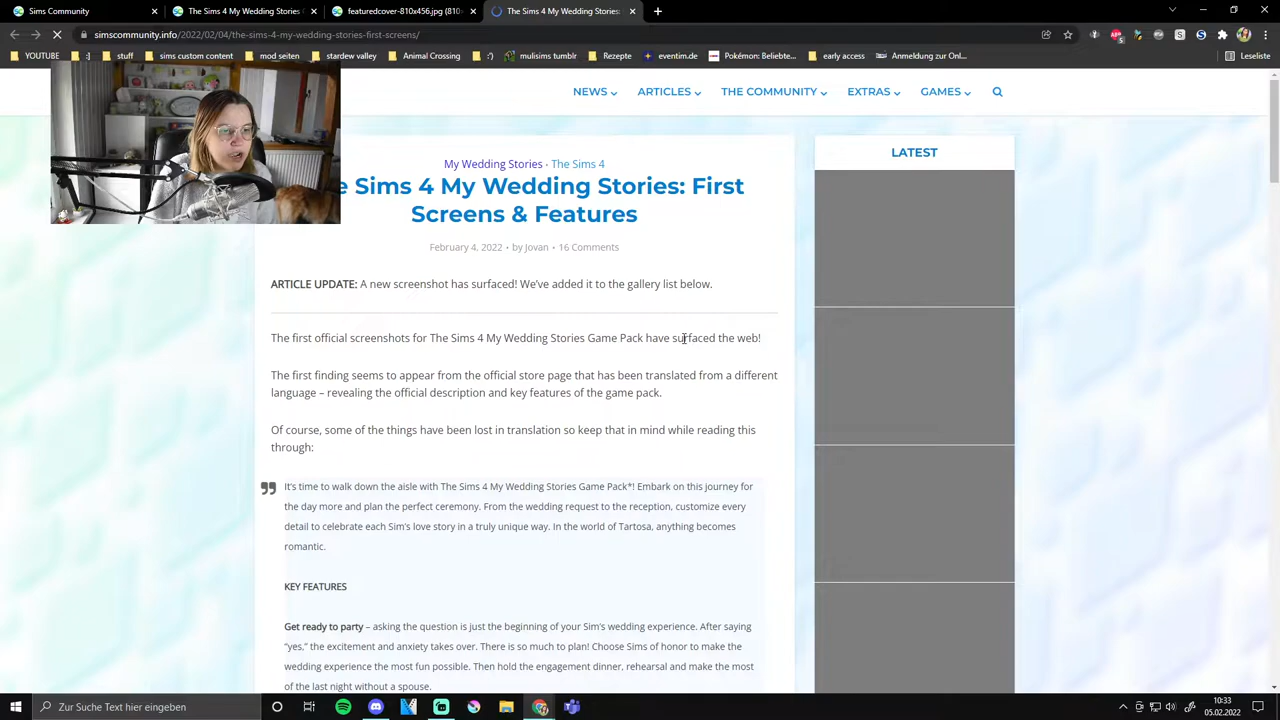 Sims Community
The Sims 4 My Wedding Stories:
featuredcover-810x456.jpg (810×
The Sims 4 My Wedding Stories:
simscommunity.info/2022/02/04/the-sims-4-my-wedding-stories-first-screens/
YOUTUBE
:)
stuff
sims custom content
mod seiten
stardew valley
Animal Crossing
:')
mulisims tumblr
Rezepte
eventim.de
Pokémon: Beliebte...
early access
Anmeldung zur Onl...
Leseliste
NEWS
ARTICLES
THE COMMUNITY
EXTRAS
GAMES
My Wedding Stories • The Sims 4
e Sims 4 My Wedding Stories: First
Screens & Features
February 4, 2022 • by Jovan • 16 Comments
ARTICLE UPDATE: A new screenshot has surfaced! We've added it to the gallery list below.
The first official screenshots for The Sims 4 My Wedding Stories Game Pack have surfaced the web!
The first finding seems to appear from the official store page that has been translated from a different
language – revealing the official description and key features of the game pack.
Of course, some of the things have been lost in translation so keep that in mind while reading this
through:
It's time to walk down the aisle with The Sims 4 My Wedding Stories Game Pack*! Embark on this journey for
the day more and plan the perfect ceremony. From the wedding request to the reception, customize every
detail to celebrate each Sim's love story in a truly unique way. In the world of Tartosa, anything becomes
romantic.
KEY FEATURES
Get ready to party – asking the question is just the beginning of your Sim's wedding experience. After saying
"yes," the excitement and anxiety takes over. There is so much to plan! Choose Sims of honor to make the
wedding experience the most fun possible. Then hold the engagement dinner, rehearsal and make the most
of the last night without a spouse.
LATEST
Zur Suche Text hier eingeben
10:33
05.02.2022